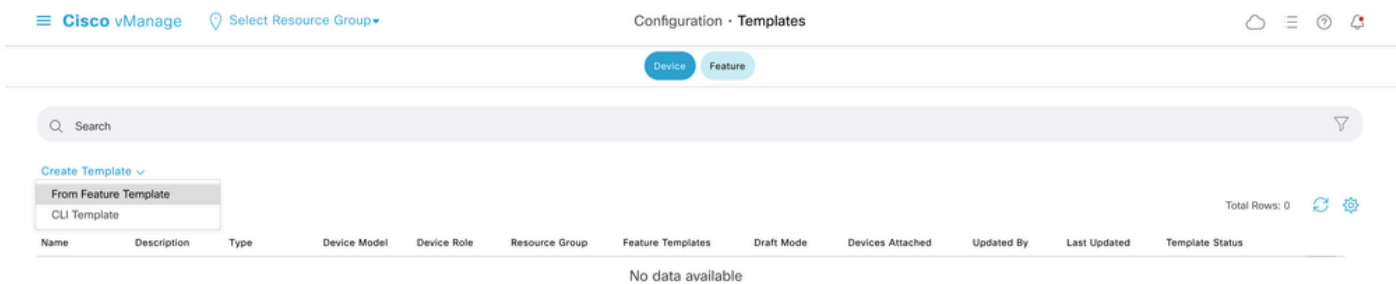 Cisco vManage Select Resource Group Configuration · Templates
Device Feature
Search
Create Template
From Feature Template
CLI Template
Total Rows: 0
Name Description Type Device Model Device Role Resource Group Feature Templates Draft Mode Devices Attached Updated By Last Updated Template Status
No data available